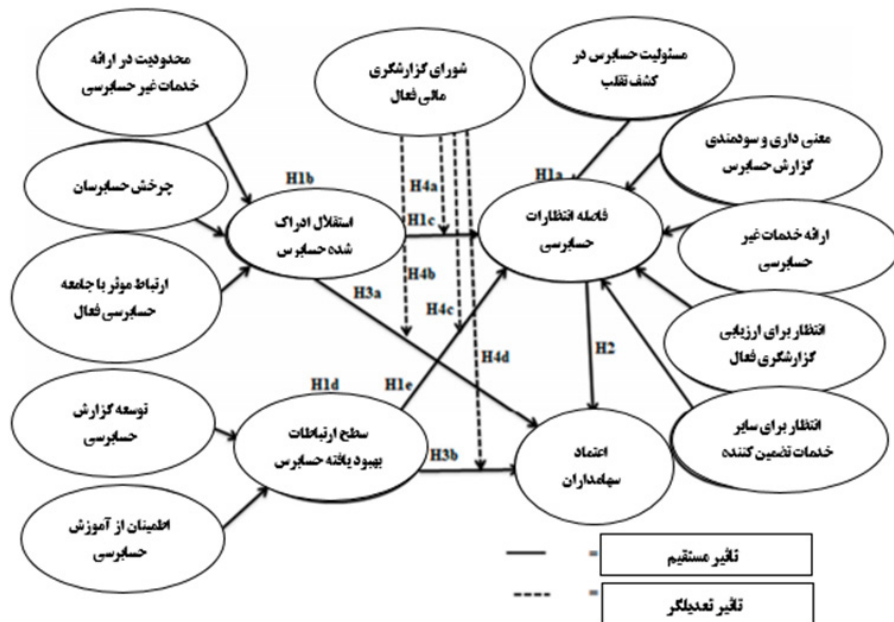 محدودیت در ارائه
خدمات غیر حسابرسی
شورای گزارشگری
مالی فعال
مسئولیت حسابرس در
کشف تقلب
معنی داری و سودمندی
گزارش حسابرس
چرخش حسابرسان
H1b
H4a
H1a
استقلال ادراک
شده حسابرس
H1c
فاصله انتظارات
حسابرسی
ارائه خدمات غیر
حسابرسی
ارتباط موثر با جامعه
حسابرسی فعال
H4b
H3a
H4c
انتظار برای ارزیابی
گزارشگری فعال
H4d
H2
توسعه گزارش
حسابرسی
H1d
H1e
سطح ارتباطات
بهبود یافته حسابرس
H3b
اعتماد
سهامداران
انتظار برای سایر
خدمات تضمین کننده
اطمینان از آموزش
حسابرسی
= تاثیر مستقیم
= تاثیر تعدیلگر